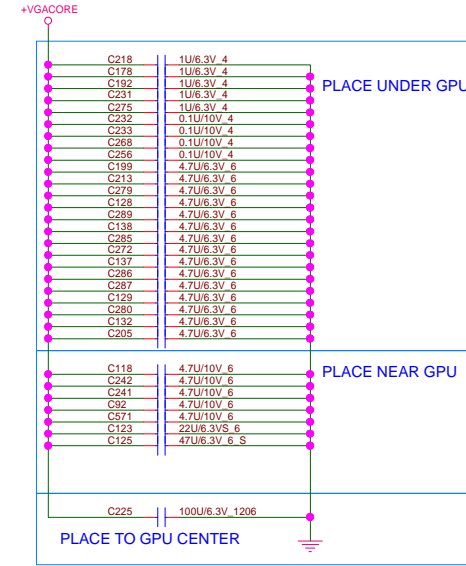 +VGACORE
C218 1U/6.3V_4
C178 1U/6.3V_4
PLACE UNDER GPU
C192 1U/6.3V_4
C231 1U/6.3V_4
C275 1U/6.3V_4
C232 0.1U/10V_4
C233 0.1U/10V_4
C268 0.1U/10V_4
C256 0.1U/10V_4
C199 4.7U/6.3V_6
C213 4.7U/6.3V_6
C279 4.7U/6.3V_6
C128 4.7U/6.3V_6
C289 4.7U/6.3V_6
C138 4.7U/6.3V_6
C285 4.7U/6.3V_6
C272 4.7U/6.3V_6
C137 4.7U/6.3V_6
C286 4.7U/6.3V_6
C287 4.7U/6.3V_6
C129 4.7U/6.3V_6
C280 4.7U/6.3V_6
C132 4.7U/6.3V_6
C205 4.7U/6.3V_6
C118 4.7U/10V_6
PLACE NEAR GPU
C242 4.7U/10V_6
C241 4.7U/10V_6
C92 4.7U/10V_6
C571 4.7U/10V_6
C123 22U/6.3VS_6
C125 47U/6.3V_6_S
C225 100U/6.3V_1206
PLACE TO GPU CENTER